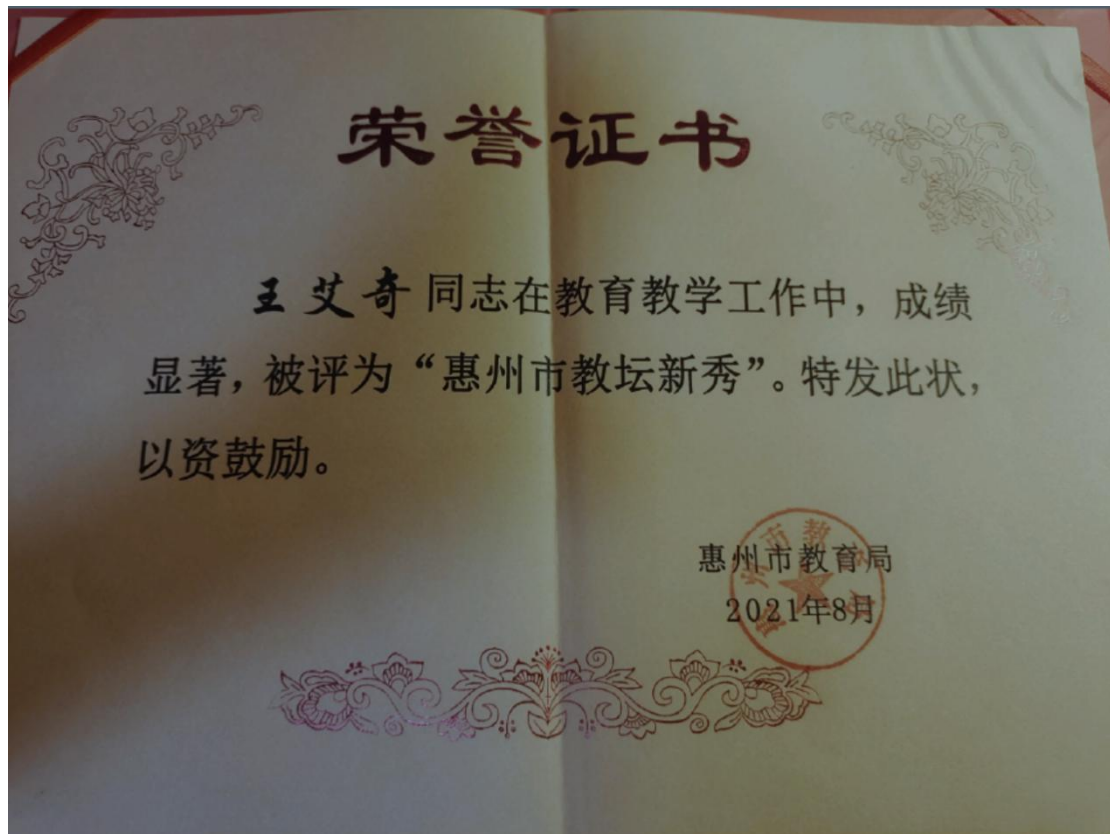 荣誉证书
王艾奇同志在教育教学工作中，成绩
显著，被评为“惠州市教坛新秀”。特发此状，
以资鼓励。
惠州市教育局
2021年8月